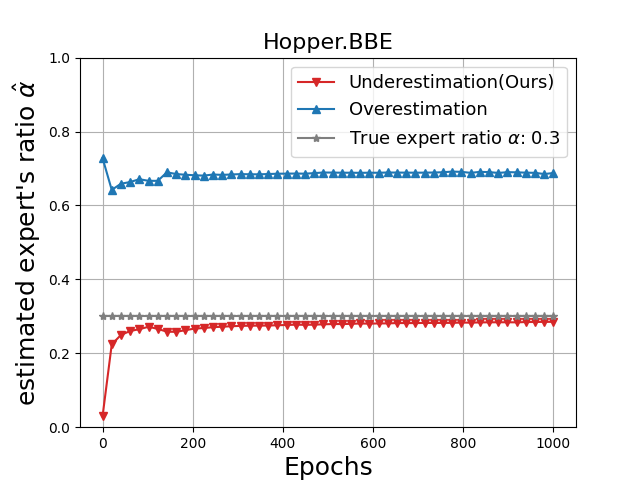 Hopper.BBE
estimated expert's ratio α̂
1.0
0.8
0.6
0.4
0.2
0.0
Underestimation(Ours)
Overestimation
True expert ratio α: 0.3
0 200 400 600 800 1000
Epochs